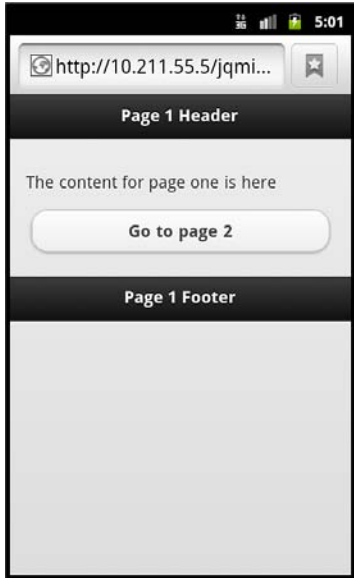 3G 5:01
http://10.211.55.5/jqmi...
Page 1 Header
The content for page one is here
Go to page 2
Page 1 Footer